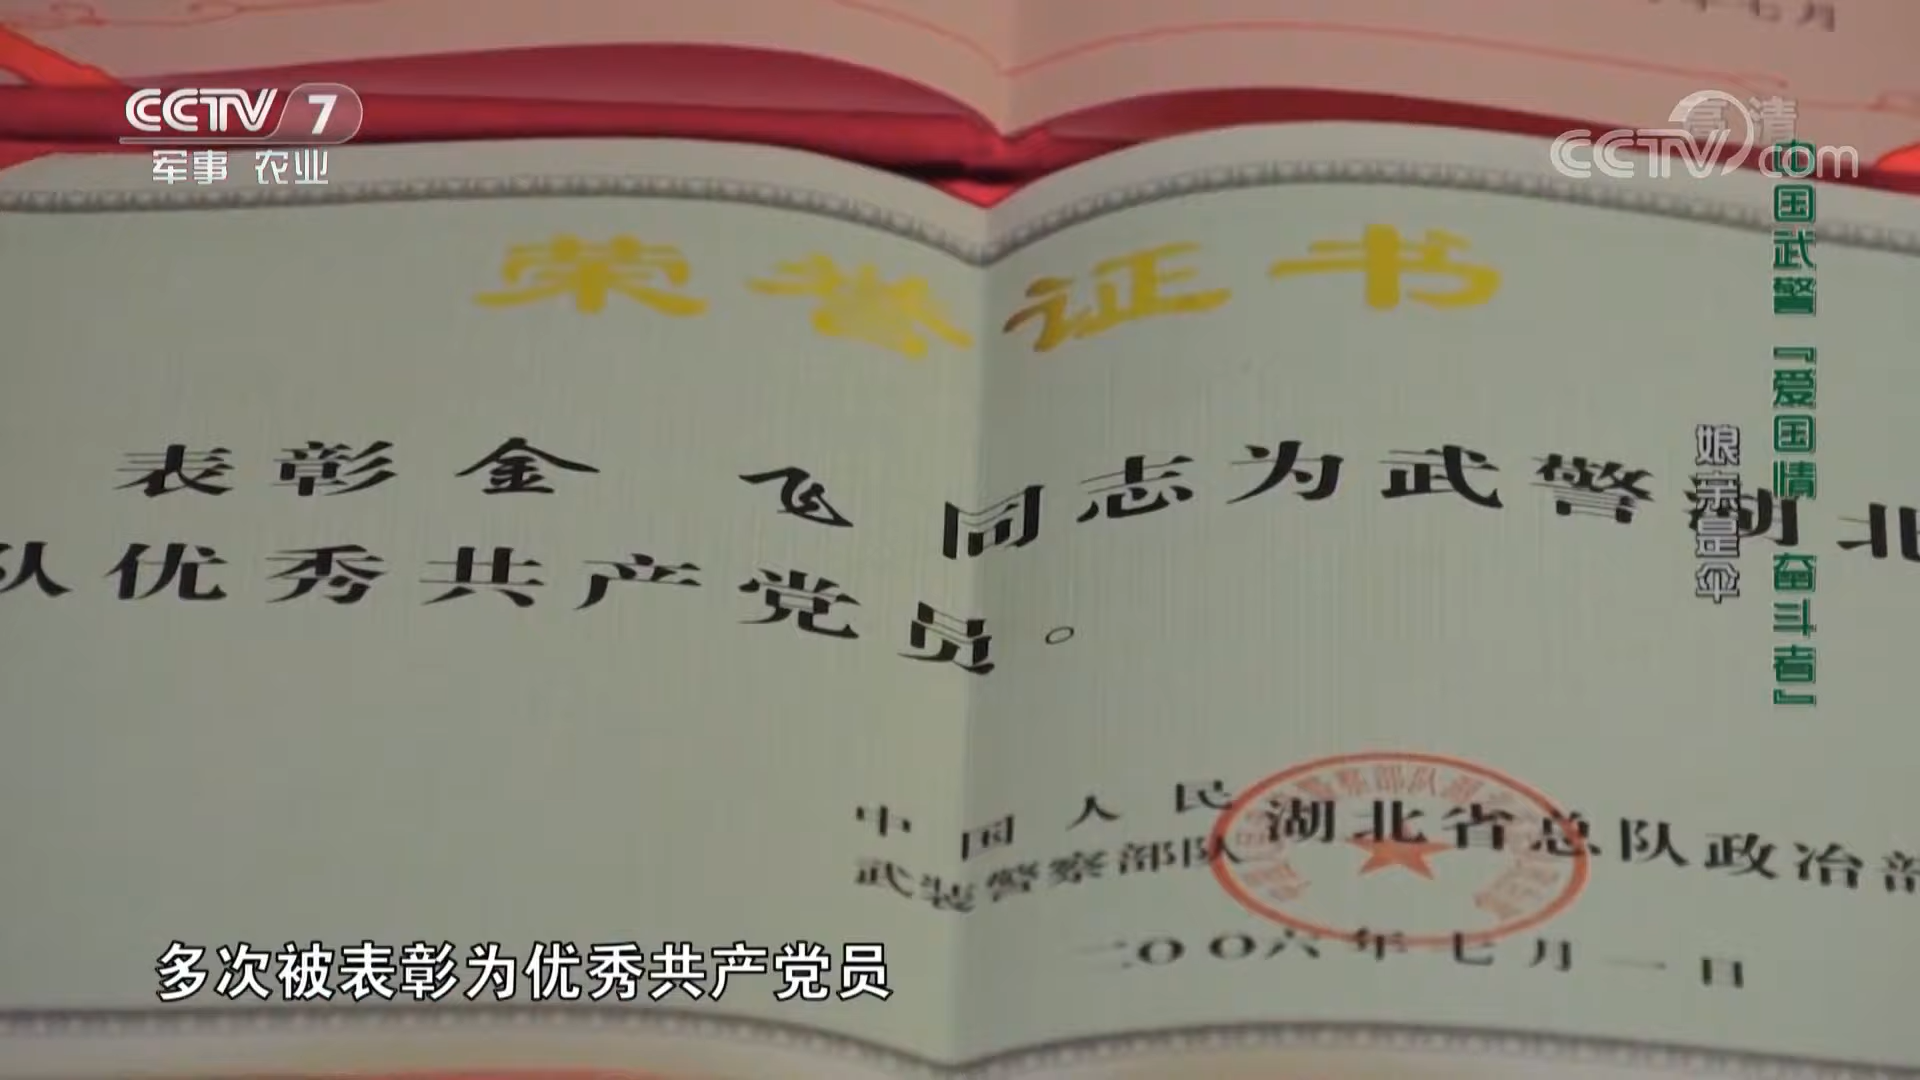 年七月
CCTV 7
军事 农业
高清
CCTV.com
中国武警『爱国情 奋斗者』
娘亲是伞
荣誉证书
表彰金 飞同志为武警湖北
队优秀共产党员。
中国人民
武装警察部队
湖北省总队政治部
二〇〇六年七月一日
多次被表彰为优秀共产党员